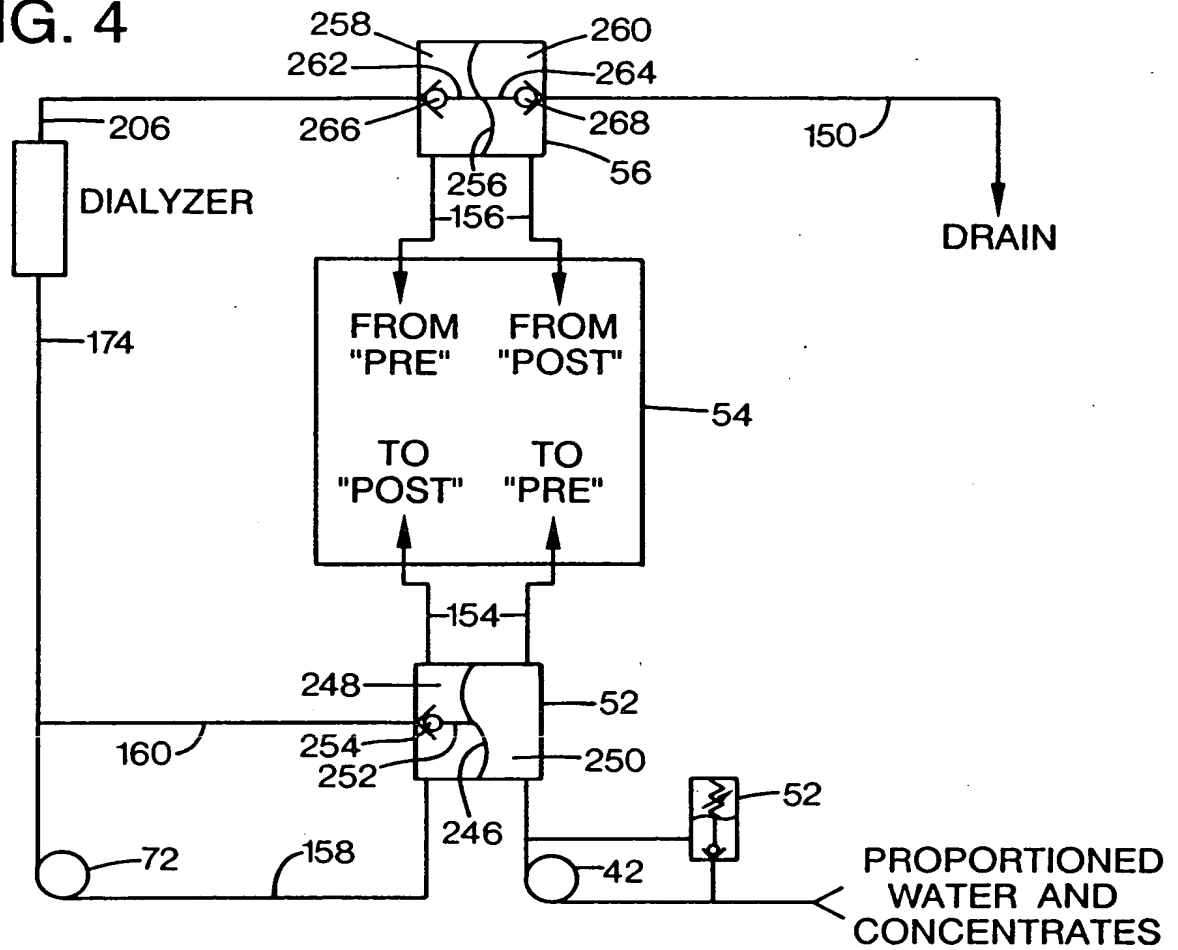 IG. 4
258
260
262
264
206
266
268
150
256
56
DIALYZER
156
DRAIN
FROM "PRE"
FROM "POST"
174
54
TO "POST"
TO "PRE"
154
248
52
160
254
252
250
246
52
72
158
42
PROPORTIONED
WATER AND
CONCENTRATES